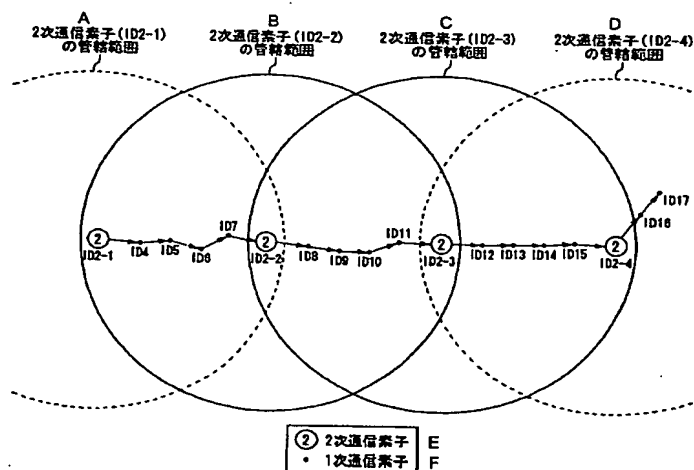 A
2次通信素子(ID2-1)
の管轄範囲
B
2次通信素子(ID2-2)
の管轄範囲
C
2次通信素子(ID2-3)
の管轄範囲
D
2次通信素子(ID2-4)
の管轄範囲
2
ID2-1
ID4
ID5
ID6
ID7
2
ID2-2
ID8
ID9
ID10
ID11
2
ID2-3
ID12
ID13
ID14
ID15
2
ID2-4
ID16
ID17
2 2次通信素子 E
1次通信素子 F